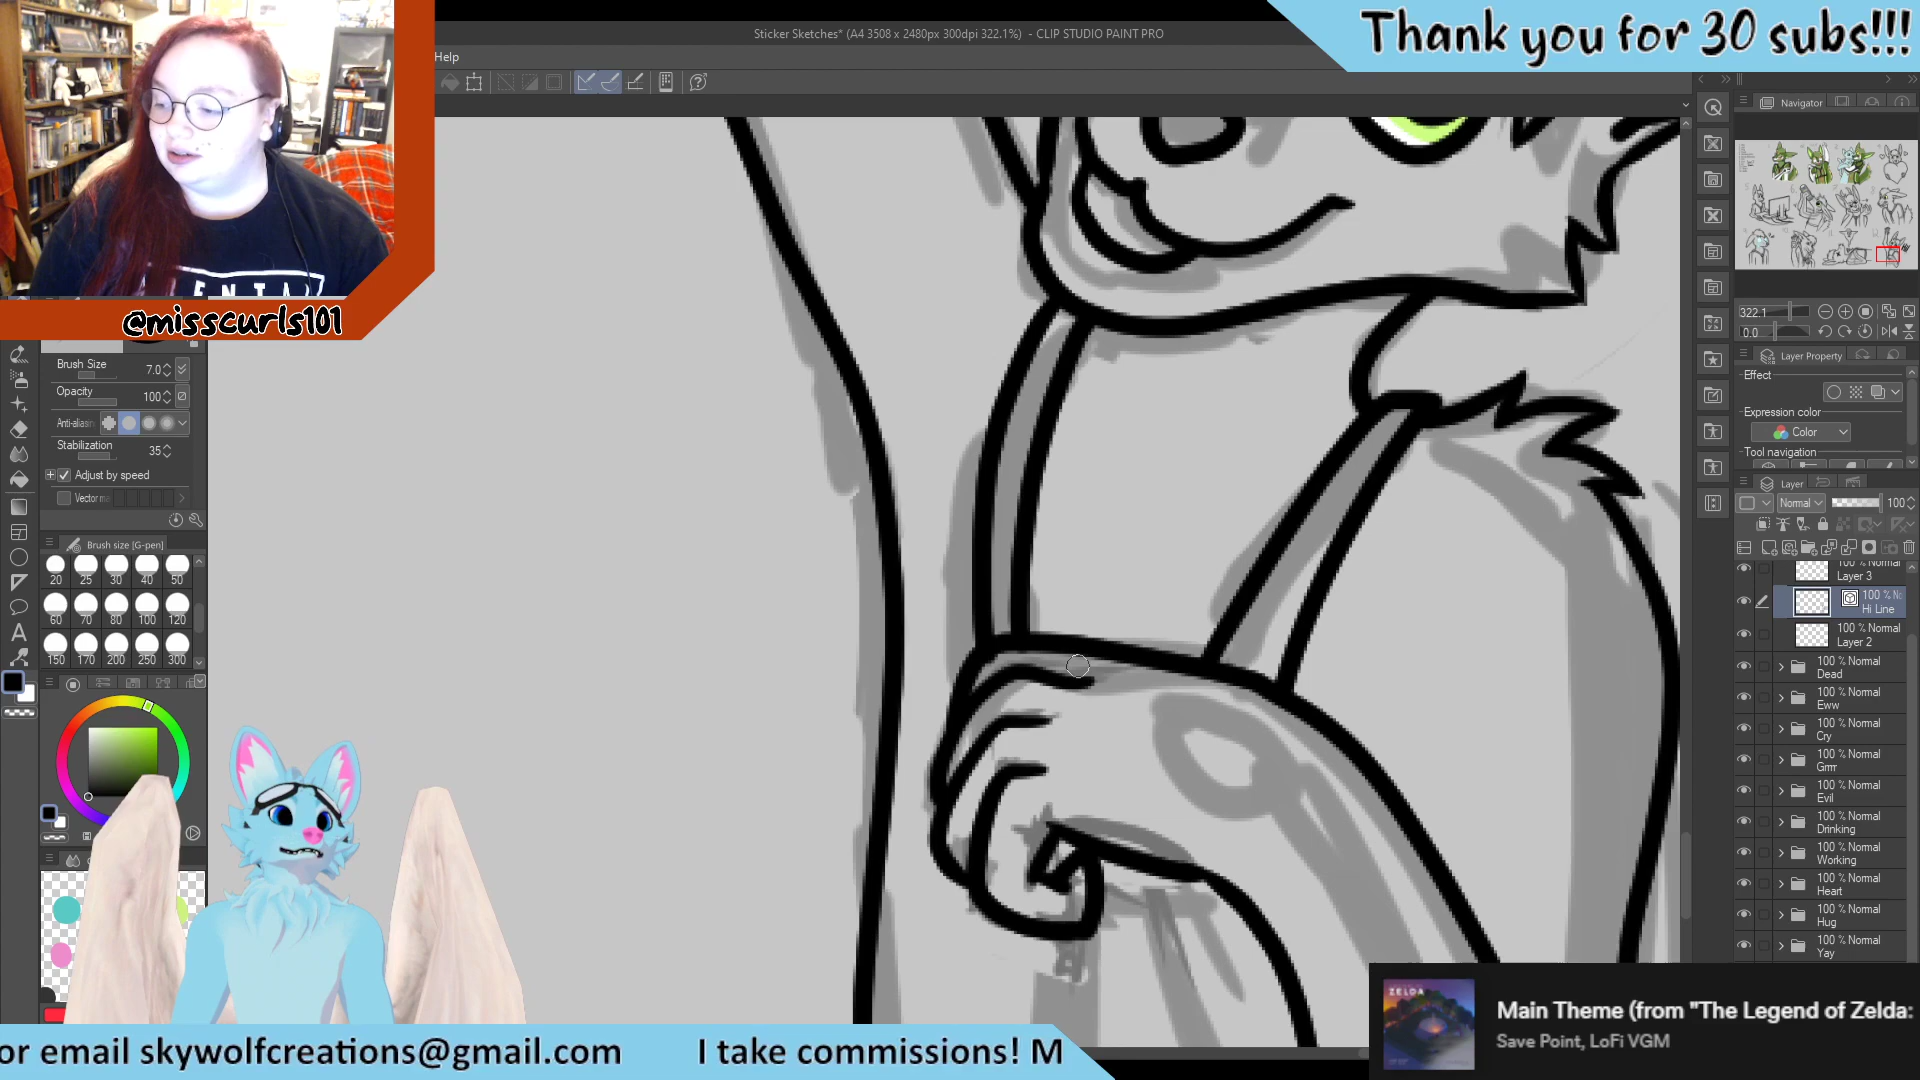 Thank you for 30 subs!!!
Sticker Sketches* (A4 3508 x 2480px 300dpi 322.1%) - CLIP STUDIO PAINT PRO
Help
Navigator
322.1
0.0
@misscurls101
Layer Property
Effect
Expression color
Color
Tool navigation
Brush Size 7.0
Opacity 100
Stabilization 35
Adjust by speed
Brush size [G-pen]
20 25 30 40 50
60 70 80 100 120
150 170 200 250 300
Layer
Normal 100
Layer 3
Hi Line
100 % Normal
Layer 2
100 % Normal
Dead
100 % Normal
Eww
100 % Normal
Cry
100 % Normal
Grrr
100 % Normal
Evil
100 % Normal
Drinking
100 % Normal
Working
100 % Normal
Heart
100 % Normal
Hug
100 % Normal
Yay
ZELDA
Main Theme (from "The Legend of Zelda:
Save Point, LoFi VGM
or email skywolfcreations@gmail.com I take commissions! M